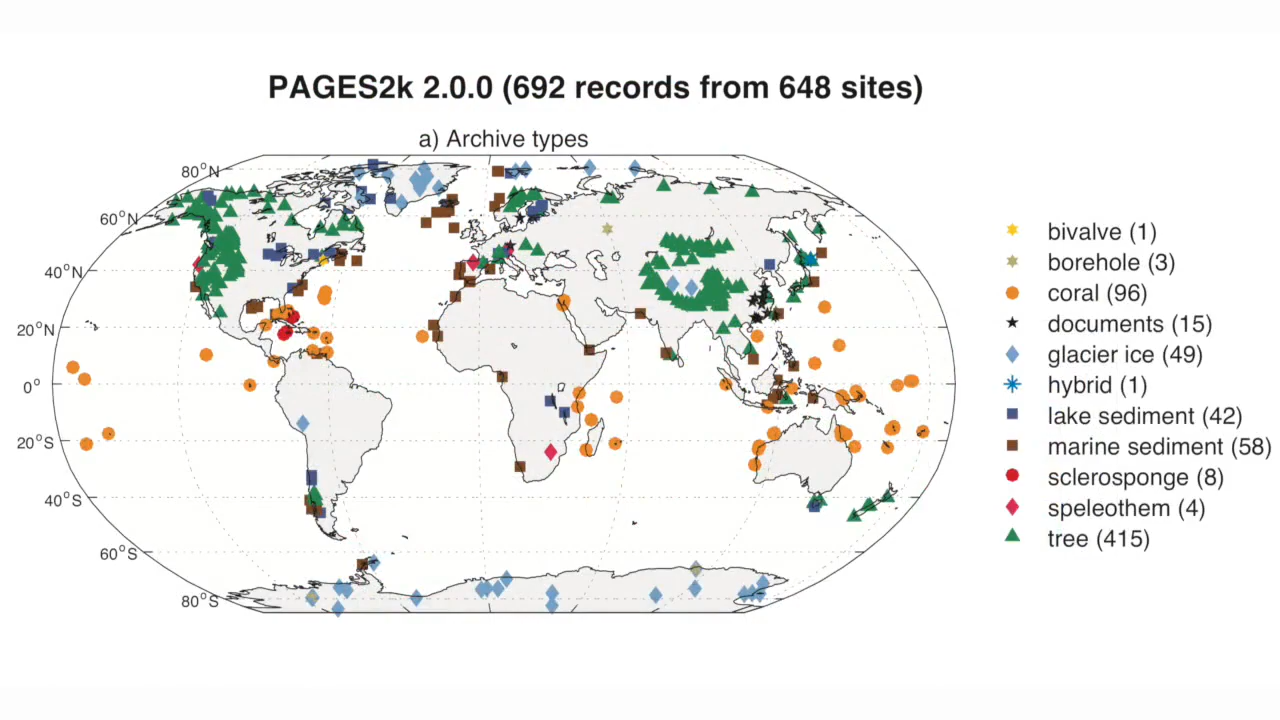 PAGES2k 2.0.0 (692 records from 648 sites)
a) Archive types
80°N
60°N
40°N
20°N
0°
20°S
40°S
60°S
80°S
bivalve (1)
borehole (3)
coral (96)
documents (15)
glacier ice (49)
hybrid (1)
lake sediment (42)
marine sediment (58)
sclerosponge (8)
speleothem (4)
tree (415)